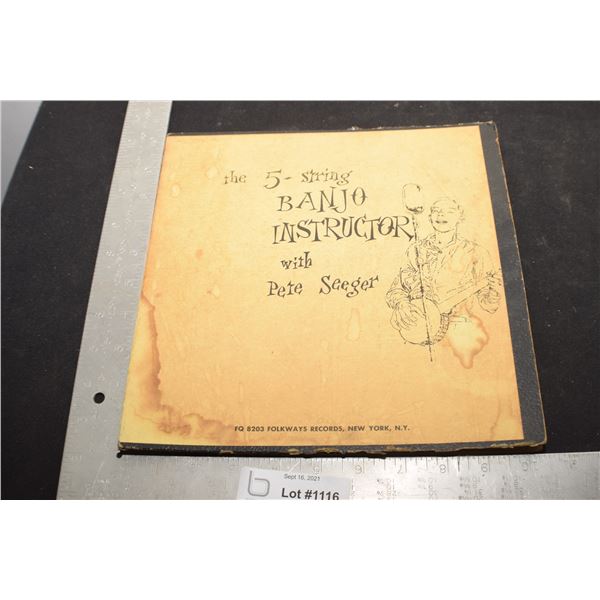 the 5-string
BANJO
INSTRUCTOR
with
Pete Seeger
FQ 8203 FOLKWAYS RECORDS, NEW YORK, N.Y.
Sept 16, 2021
Lot #1116